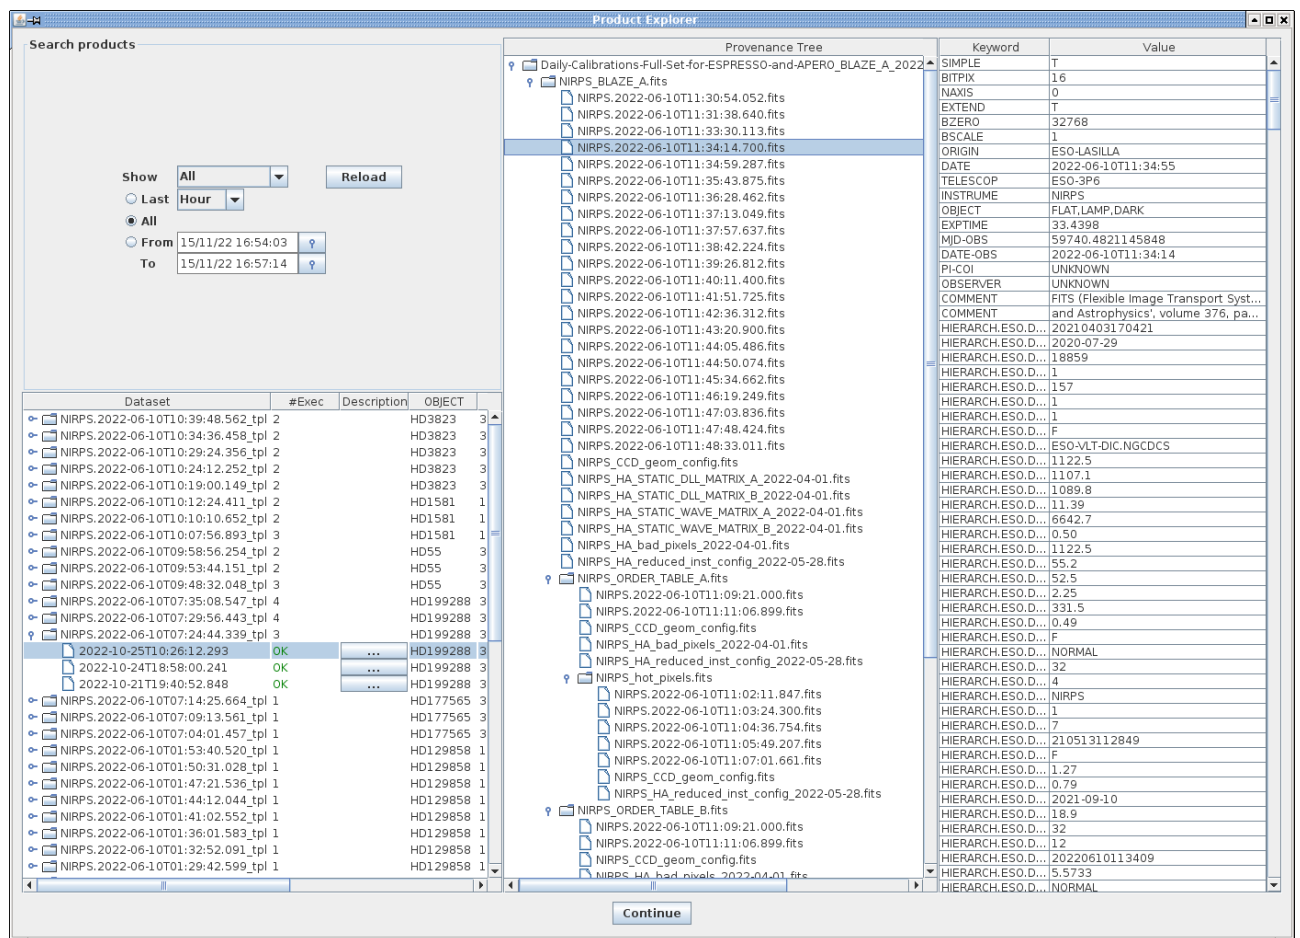 Product Explorer
Search products
Show All Reload
Last Hour
All
From 15/11/22 16:54:03
To 15/11/22 16:57:14
Dataset #Exec Description OBJECT
NIRPS.2022-06-10T10:39:48.562_tpl 2 HD3823 3
NIRPS.2022-06-10T10:34:36.458_tpl 2 HD3823 3
NIRPS.2022-06-10T10:29:24.356_tpl 2 HD3823 3
NIRPS.2022-06-10T10:24:12.252_tpl 2 HD3823 3
NIRPS.2022-06-10T10:19:00.149_tpl 2 HD3823 3
NIRPS.2022-06-10T10:12:24.411_tpl 2 HD1581 1
NIRPS.2022-06-10T10:10:10.652_tpl 2 HD1581 1
NIRPS.2022-06-10T10:07:56.893_tpl 3 HD1581 1
NIRPS.2022-06-10T09:58:56.254_tpl 2 HD55 3
NIRPS.2022-06-10T09:53:44.151_tpl 2 HD55 3
NIRPS.2022-06-10T09:48:32.048_tpl 3 HD55 3
NIRPS.2022-06-10T07:35:08.547_tpl 4 HD199288 3
NIRPS.2022-06-10T07:29:56.443_tpl 4 HD199288 3
NIRPS.2022-06-10T07:24:44.339_tpl 3 HD199288 3
2022-10-25T10:26:12.293 OK ... HD199288 3
2022-10-24T18:58:00.241 OK ... HD199288 3
2022-10-21T19:40:52.848 OK ... HD199288 3
NIRPS.2022-06-10T07:14:25.664_tpl 1 HD177565 3
NIRPS.2022-06-10T07:09:13.561_tpl 1 HD177565 3
NIRPS.2022-06-10T07:04:01.457_tpl 1 HD177565 3
NIRPS.2022-06-10T01:53:40.520_tpl 1 HD129858 1
NIRPS.2022-06-10T01:50:31.028_tpl 1 HD129858 1
NIRPS.2022-06-10T01:47:21.536_tpl 1 HD129858 1
NIRPS.2022-06-10T01:44:12.044_tpl 1 HD129858 1
NIRPS.2022-06-10T01:41:02.552_tpl 1 HD129858 1
NIRPS.2022-06-10T01:36:01.583_tpl 1 HD129858 1
NIRPS.2022-06-10T01:32:52.091_tpl 1 HD129858 1
NIRPS.2022-06-10T01:29:42.599_tpl 1 HD129858 1
Provenance Tree
Daily-Calibrations-Full-Set-for-ESPRESSO-and-APERO_BLAZE_A_2022
NIRPS_BLAZE_A.fits
NIRPS.2022-06-10T11:30:54.052.fits
NIRPS.2022-06-10T11:31:38.640.fits
NIRPS.2022-06-10T11:33:30.113.fits
NIRPS.2022-06-10T11:34:14.700.fits
NIRPS.2022-06-10T11:34:59.287.fits
NIRPS.2022-06-10T11:35:43.875.fits
NIRPS.2022-06-10T11:36:28.462.fits
NIRPS.2022-06-10T11:37:13.049.fits
NIRPS.2022-06-10T11:37:57.637.fits
NIRPS.2022-06-10T11:38:42.224.fits
NIRPS.2022-06-10T11:39:26.812.fits
NIRPS.2022-06-10T11:40:11.400.fits
NIRPS.2022-06-10T11:41:51.725.fits
NIRPS.2022-06-10T11:42:36.312.fits
NIRPS.2022-06-10T11:43:20.900.fits
NIRPS.2022-06-10T11:44:05.486.fits
NIRPS.2022-06-10T11:44:50.074.fits
NIRPS.2022-06-10T11:45:34.662.fits
NIRPS.2022-06-10T11:46:19.249.fits
NIRPS.2022-06-10T11:47:03.836.fits
NIRPS.2022-06-10T11:47:48.424.fits
NIRPS.2022-06-10T11:48:33.011.fits
NIRPS_CCD_geom_config.fits
NIRPS_HA_STATIC_DLL_MATRIX_A_2022-04-01.fits
NIRPS_HA_STATIC_DLL_MATRIX_B_2022-04-01.fits
NIRPS_HA_STATIC_WAVE_MATRIX_A_2022-04-01.fits
NIRPS_HA_STATIC_WAVE_MATRIX_B_2022-04-01.fits
NIRPS_HA_bad_pixels_2022-04-01.fits
NIRPS_HA_reduced_inst_config_2022-05-28.fits
NIRPS_ORDER_TABLE_A.fits
NIRPS.2022-06-10T11:09:21.000.fits
NIRPS.2022-06-10T11:11:06.899.fits
NIRPS_CCD_geom_config.fits
NIRPS_HA_bad_pixels_2022-04-01.fits
NIRPS_HA_reduced_inst_config_2022-05-28.fits
NIRPS_hot_pixels.fits
NIRPS.2022-06-10T11:02:11.847.fits
NIRPS.2022-06-10T11:03:24.300.fits
NIRPS.2022-06-10T11:04:36.754.fits
NIRPS.2022-06-10T11:05:49.207.fits
NIRPS.2022-06-10T11:07:01.661.fits
NIRPS_CCD_geom_config.fits
NIRPS_HA_reduced_inst_config_2022-05-28.fits
NIRPS_ORDER_TABLE_B.fits
NIRPS.2022-06-10T11:09:21.000.fits
NIRPS.2022-06-10T11:11:06.899.fits
NIRPS_CCD_geom_config.fits
NIRPS_HA_bad_pixels_2022-04-01.fits
Keyword Value
SIMPLE T
BITPIX 16
NAXIS 0
EXTEND T
BZERO 32768
BSCALE 1
ORIGIN ESO-LASILLA
DATE 2022-06-10T11:34:55
TELESCOP ESO-3P6
INSTRUME NIRPS
OBJECT FLAT,LAMP,DARK
EXPTIME 33.4398
MJD-OBS 59740.4821145848
DATE-OBS 2022-06-10T11:34:14
PI-COI UNKNOWN
OBSERVER UNKNOWN
COMMENT FITS (Flexible Image Transport Syst...
COMMENT and Astrophysics', volume 376, pa...
HIERARCH.ESO.D... 20210403170421
HIERARCH.ESO.D... 2020-07-29
HIERARCH.ESO.D... 18859
HIERARCH.ESO.D... 1
HIERARCH.ESO.D... 157
HIERARCH.ESO.D... 1
HIERARCH.ESO.D... 1
HIERARCH.ESO.D... F
HIERARCH.ESO.D... ESO-VLT-DIC.NGCDCS
HIERARCH.ESO.D... 1122.5
HIERARCH.ESO.D... 1107.1
HIERARCH.ESO.D... 1089.8
HIERARCH.ESO.D... 11.39
HIERARCH.ESO.D... 6642.7
HIERARCH.ESO.D... 0.50
HIERARCH.ESO.D... 1122.5
HIERARCH.ESO.D... 55.2
HIERARCH.ESO.D... 52.5
HIERARCH.ESO.D... 2.25
HIERARCH.ESO.D... 331.5
HIERARCH.ESO.D... 0.49
HIERARCH.ESO.D... F
HIERARCH.ESO.D... NORMAL
HIERARCH.ESO.D... 32
HIERARCH.ESO.D... 4
HIERARCH.ESO.D... NIRPS
HIERARCH.ESO.D... 1
HIERARCH.ESO.D... 7
HIERARCH.ESO.D... 210513112849
HIERARCH.ESO.D... F
HIERARCH.ESO.D... 1.27
HIERARCH.ESO.D... 0.79
HIERARCH.ESO.D... 2021-09-10
HIERARCH.ESO.D... 18.9
HIERARCH.ESO.D... 32
HIERARCH.ESO.D... 12
HIERARCH.ESO.D... 20220610113409
HIERARCH.ESO.D... 5.5733
HIERARCH.ESO.D... NORMAL
Continue